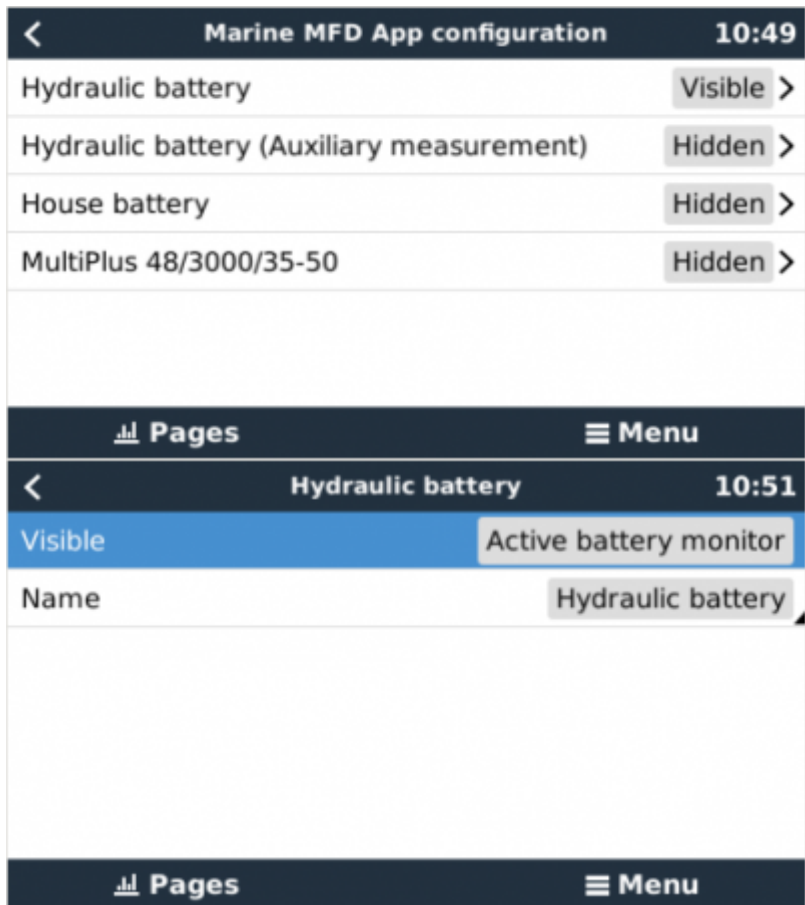 Marine MFD App configuration 10:49
Hydraulic battery Visible
Hydraulic battery (Auxiliary measurement) Hidden
House battery Hidden
MultiPlus 48/3000/35-50 Hidden
Pages Menu
Hydraulic battery 10:51
Visible Active battery monitor
Name Hydraulic battery
Pages Menu